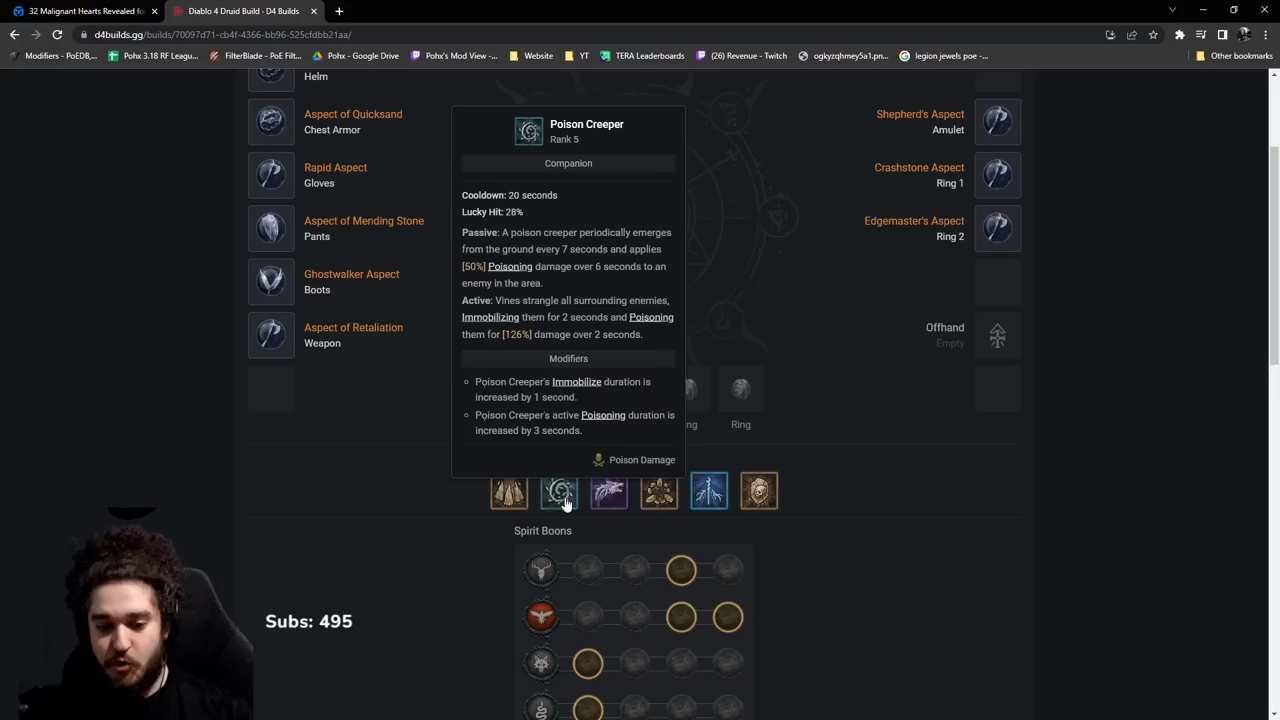 32 Malignant Hearts Revealed fo
Diablo 4 Druid Build - D4 Builds
d4builds.gg/builds/70097d71-cb4f-4366-bb96-525cfdbb21aa/
Modifiers - PoEDB,...
Pohx 3.18 RF Leagu...
FilterBlade - PoE Filt...
Pohx - Google Drive
Pohx's Mod View -...
Website
YT
TERA Leaderboards
(26) Revenue - Twitch
ogkyzqhmey5a1.pn...
legion jewels poe -...
Other bookmarks
Helm
Aspect of Quicksand
Chest Armor
Rapid Aspect
Gloves
Aspect of Mending Stone
Pants
Ghostwalker Aspect
Boots
Aspect of Retaliation
Weapon
Poison Creeper
Rank 5
Companion
Cooldown: 20 seconds
Lucky Hit: 28%
Passive: A poison creeper periodically emerges
from the ground every 7 seconds and applies
[50%] Poisoning damage over 6 seconds to an
enemy in the area.
Active: Vines strangle all surrounding enemies,
Immobilizing them for 2 seconds and Poisoning
them for [126%] damage over 2 seconds.
Modifiers
Poison Creeper's Immobilize duration is
increased by 1 second.
Poison Creeper's active Poisoning duration is
increased by 3 seconds.
Poison Damage
Shepherd's Aspect
Amulet
Crashstone Aspect
Ring 1
Edgemaster's Aspect
Ring 2
Offhand
Empty
ng
Ring
Spirit Boons
Subs: 495